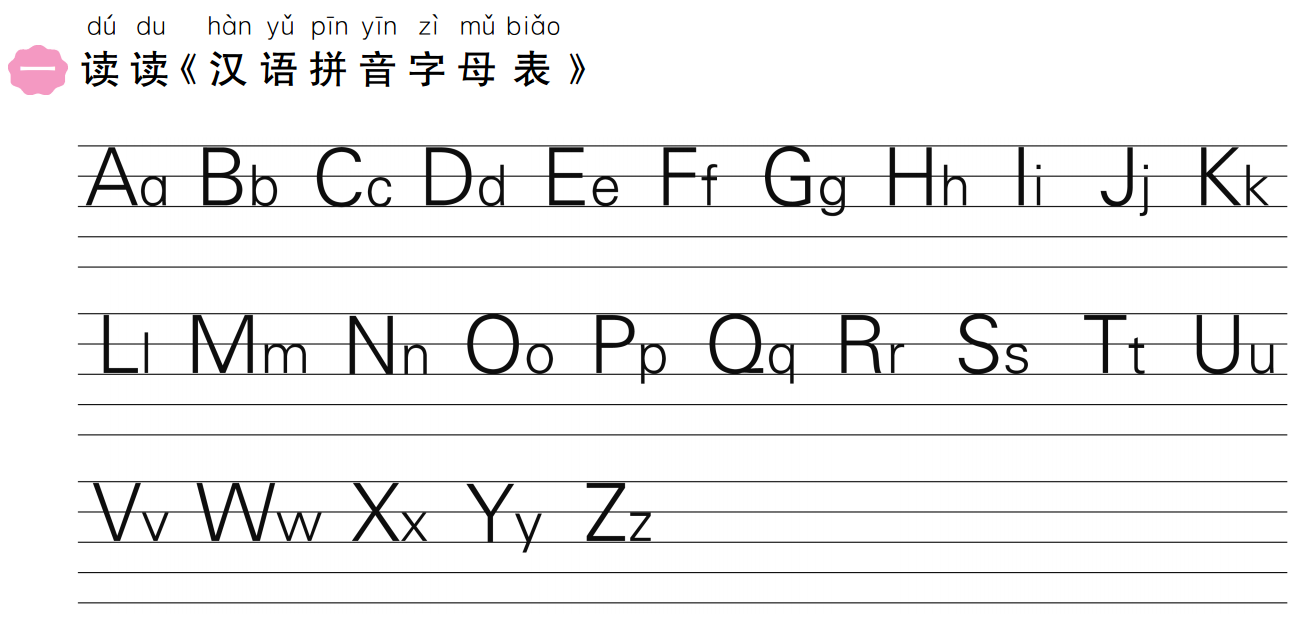 dú du hàn yǔ pīn yīn zì mǔ biǎo
一 读读《汉语拼音字母表》
Aa Bb Cc Dd Ee Ff Gg Hh Ii Jj Kk
Ll Mm Nn Oo Pp Qq Rr Ss Tt Uu
Vv Ww Xx Yy Zz